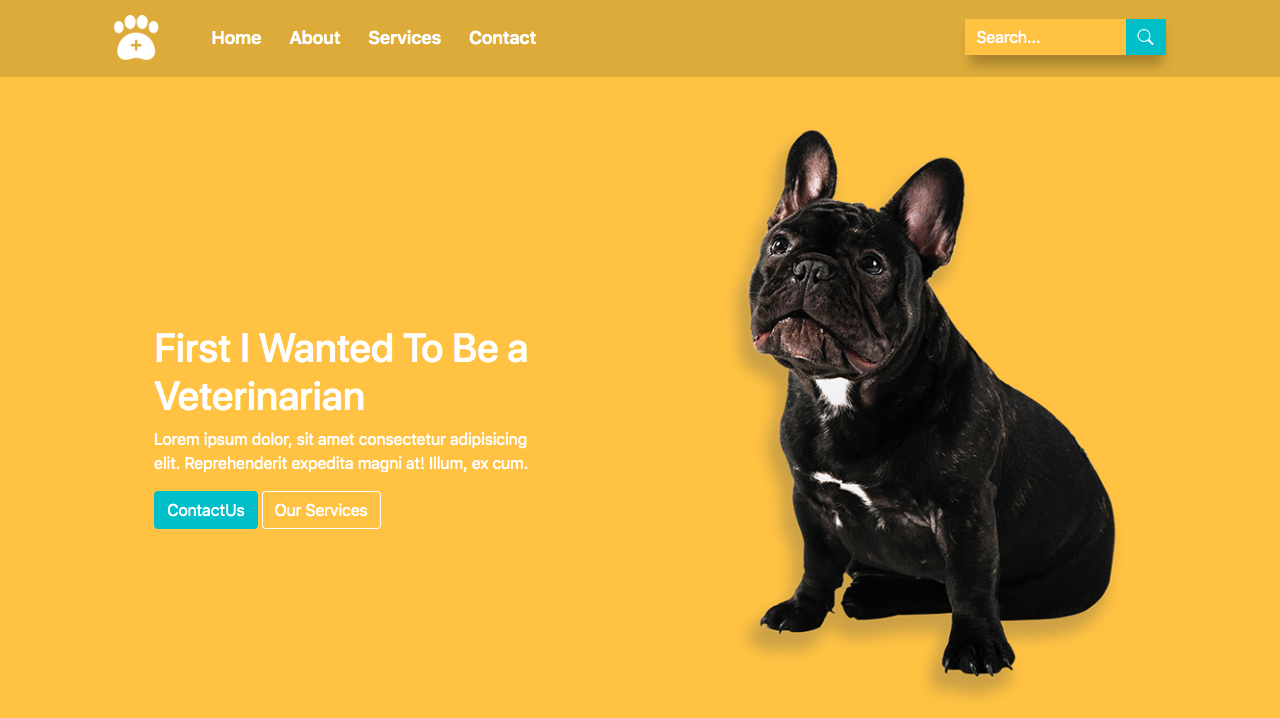 Home About Services Contact Search...
First I Wanted To Be a
Veterinarian
Lorem ipsum dolor, sit amet consectetur adipisicing
elit. Reprehenderit expedita magni at! Illum, ex cum.
ContactUs Our Services